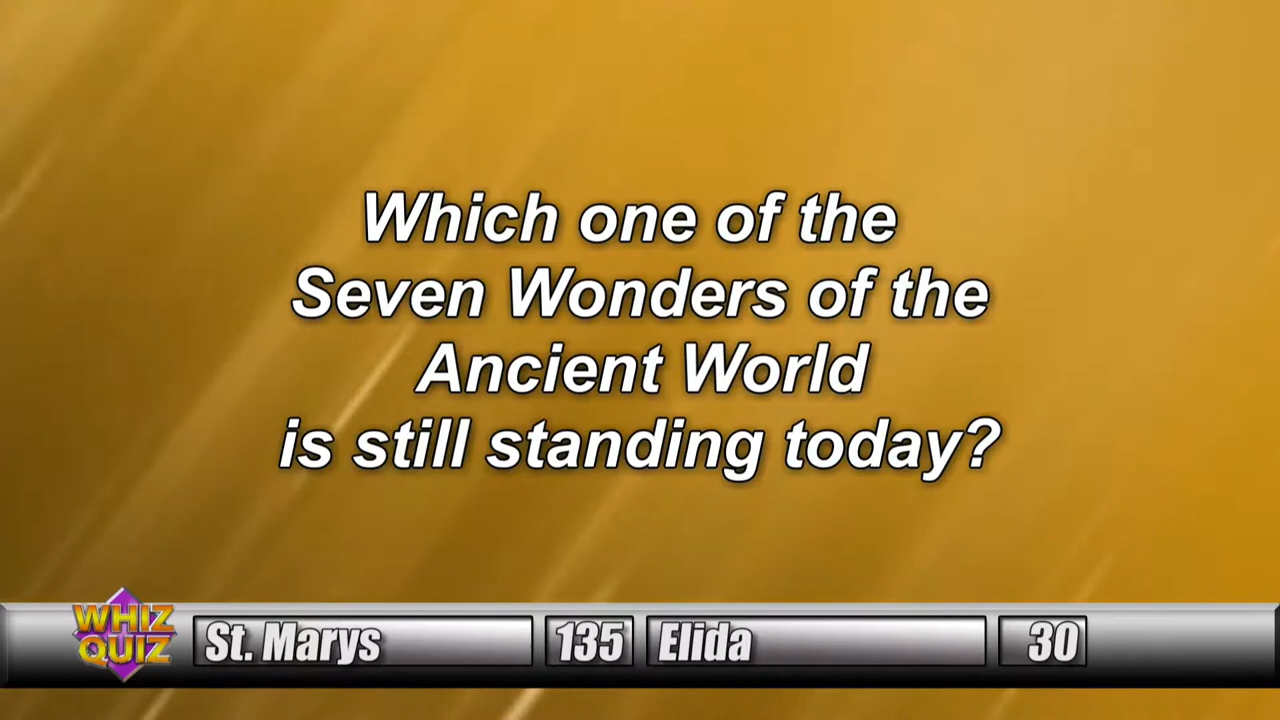 Which one of the
Seven Wonders of the
Ancient World
is still standing today?
WHIZ
QUIZ
St. Marys 135 Elida 30